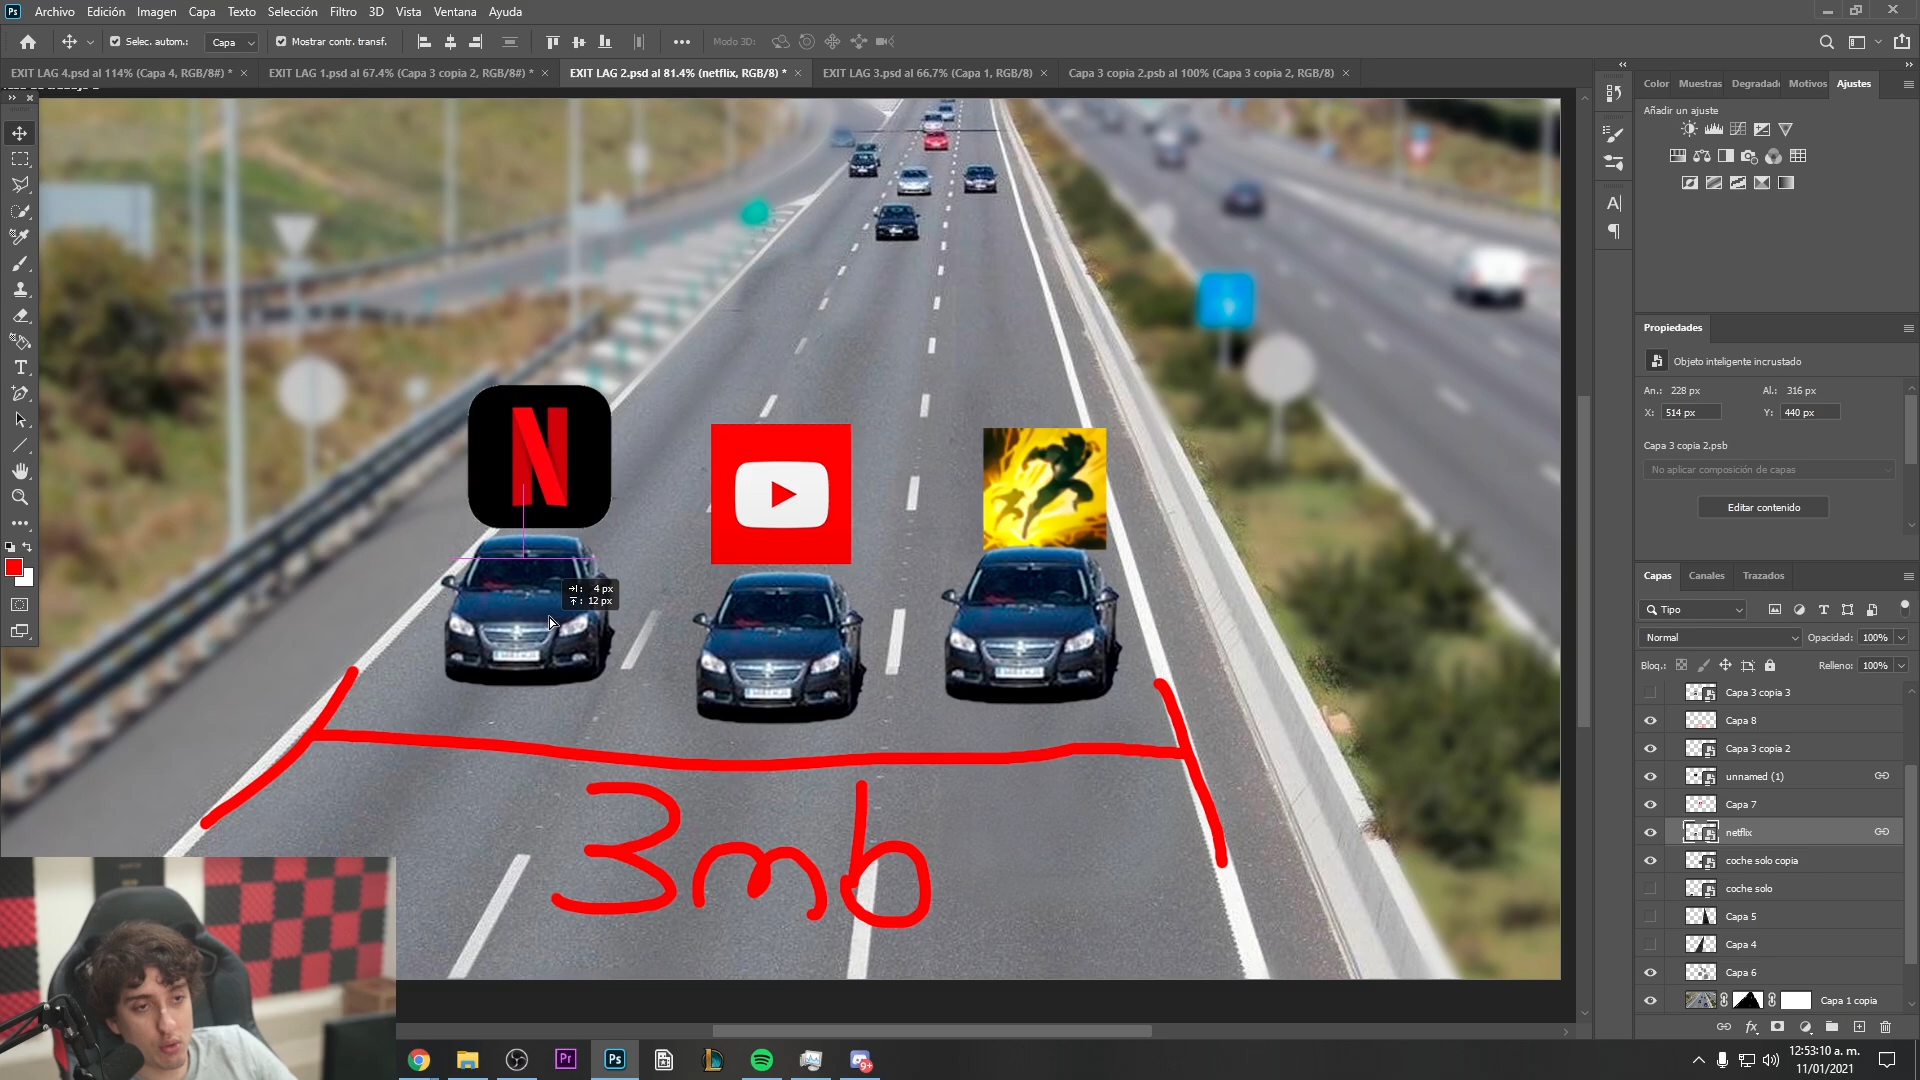 Ps Archivo Edición Imagen Capa Texto Selección Filtro 3D Vista Ventana Ayuda
Selec. autom.: Capa Mostrar contr. transf. Modo 3D:
EXIT LAG 4.psd al 114% (Capa 4, RGB/8#) * EXIT LAG 1.psd al 67.4% (Capa 3 copia 2, RGB/8#) * EXIT LAG 2.psd al 81.4% (netflix, RGB/8) * EXIT LAG 3.psd al 66.7% (Capa 1, RGB/8) Capa 3 copia 2.psb al 100% (Capa 3 copia 2, RGB/8)
Color Muestras Degradado Motivos Ajustes
Añadir un ajuste
Propiedades
Objeto inteligente incrustado
An.: 228 px Al.: 316 px
X: 514 px Y: 440 px
Capa 3 copia 2.psb
No aplicar composición de capas
Editar contenido
N
4 px
12 px
3mb
Capas Canales Trazados
Tipo
Normal Opacidad: 100%
Bloq.: Relleno: 100%
Capa 3 copia 3
Capa 8
Capa 3 copia 2
unnamed (1)
Capa 7
netflix
coche solo copia
coche solo
Capa 5
Capa 4
Capa 6
Capa 1 copia
fx
Pr Ps 9+
12:53:10 a. m.
11/01/2021